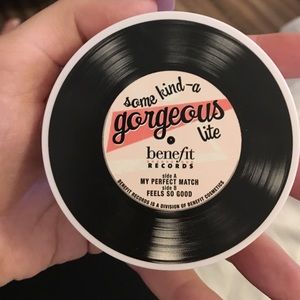 some kind-a
gorgeous
lite
benefit
RECORDS
side A
MY PERFECT MATCH
side B
FEELS SO GOOD
BENEFIT RECORDS IS A DIVISION OF BENEFIT COSMETICS